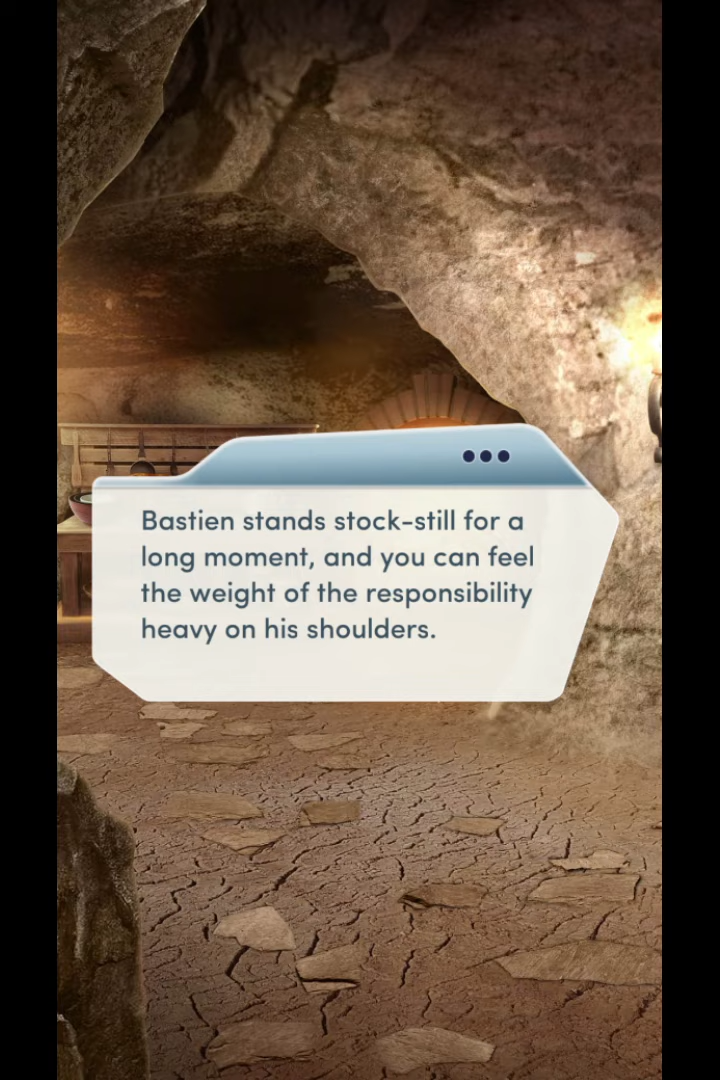 Bastien stands stock-still for a
long moment, and you can feel
the weight of the responsibility
heavy on his shoulders.